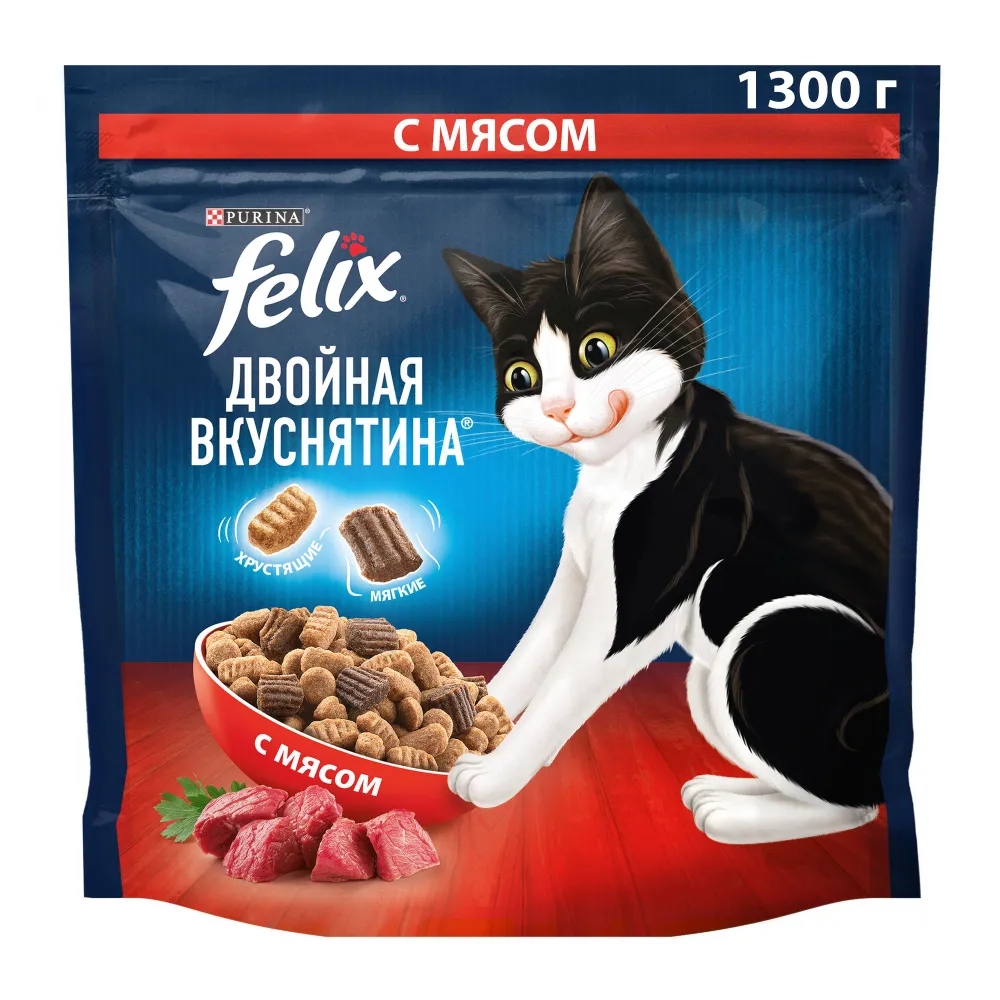 1300 г
С МЯСОМ
PURINA®
felix®
ДВОЙНАЯ
ВКУСНЯТИНА®
ХРУСТЯЩИЕ
МЯГКИЕ
С МЯСОМ